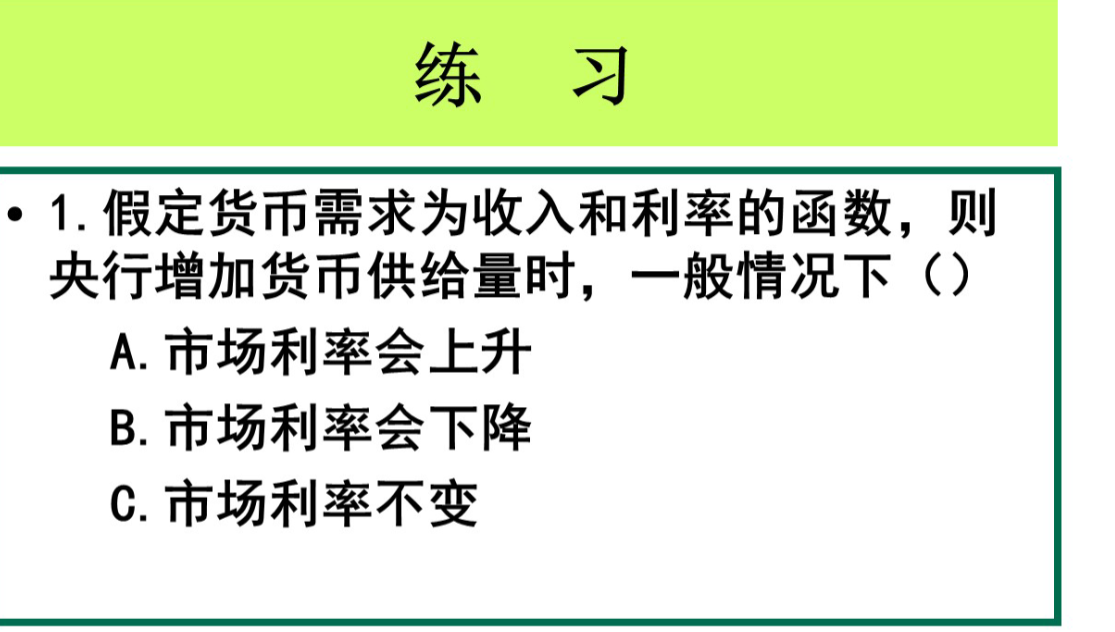 练 习
• 1.假定货币需求为收入和利率的函数，则
央行增加货币供给量时，一般情况下（）
A.市场利率会上升
B.市场利率会下降
C.市场利率不变